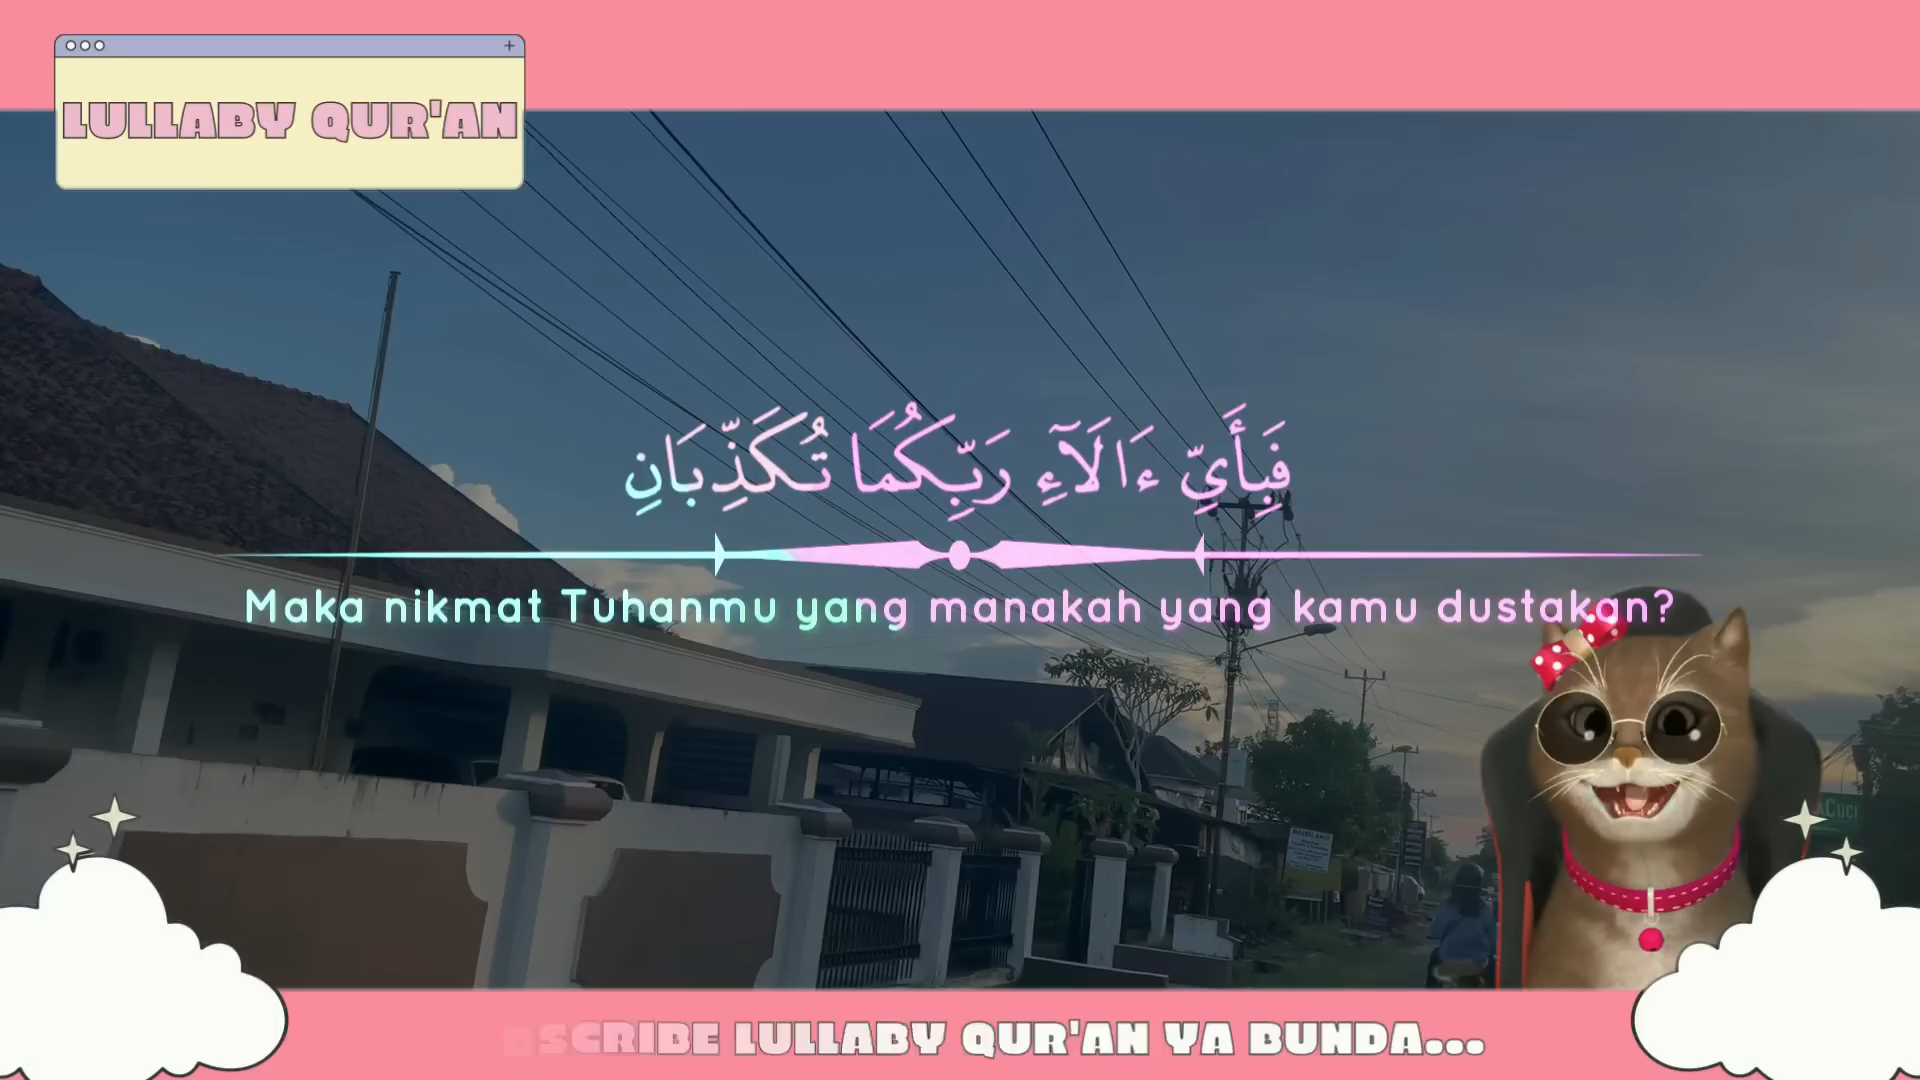 LULLABY QUR'AN
فَبِأَيِّ ءَالَآءِ رَبِّكُمَا تُكَذِّبَانِ
Maka nikmat Tuhanmu yang manakah yang kamu dustakan?
CUCI
SCRIBE LULLABY QUR'AN YA BUNDA...